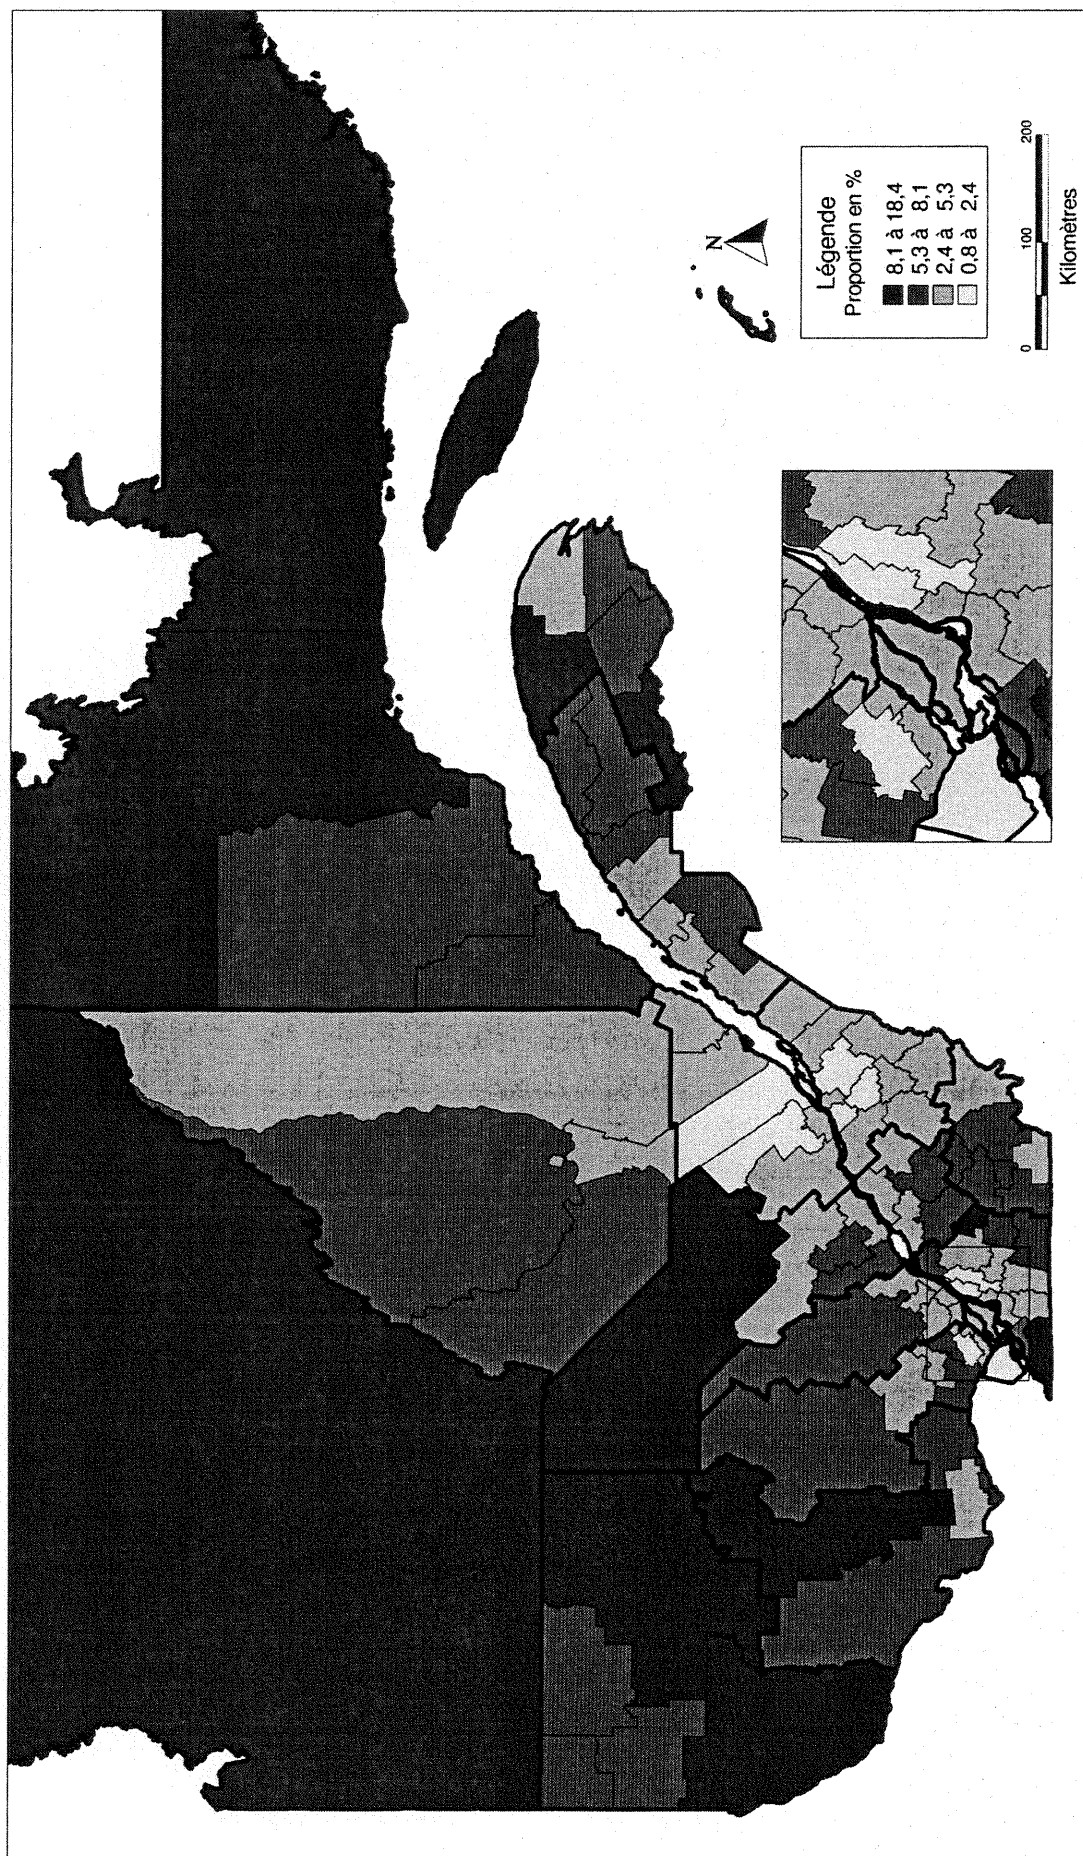 N
Légende
Proportion en %
8,1 à 18,4
5,3 à 8,1
2,4 à 5,3
0,8 à 2,4
0 100 200
Kilomètres